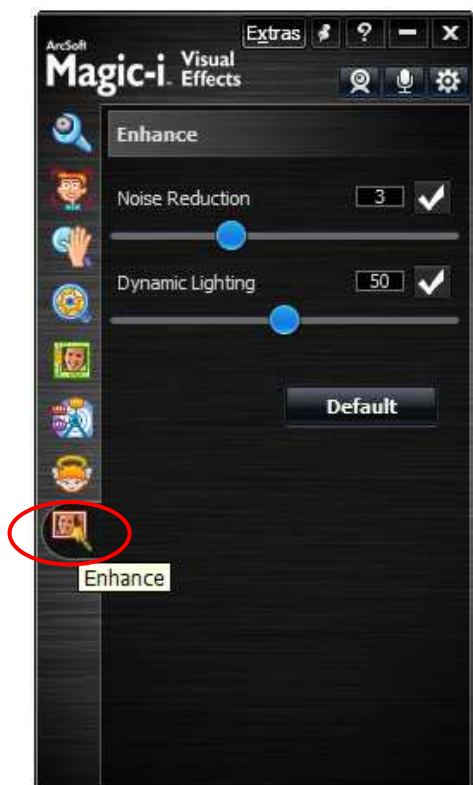 Extras ? – x
ArcSoft
Magic-i. Visual
Effects
Enhance
Noise Reduction 3
Dynamic Lighting 50
Default
Enhance